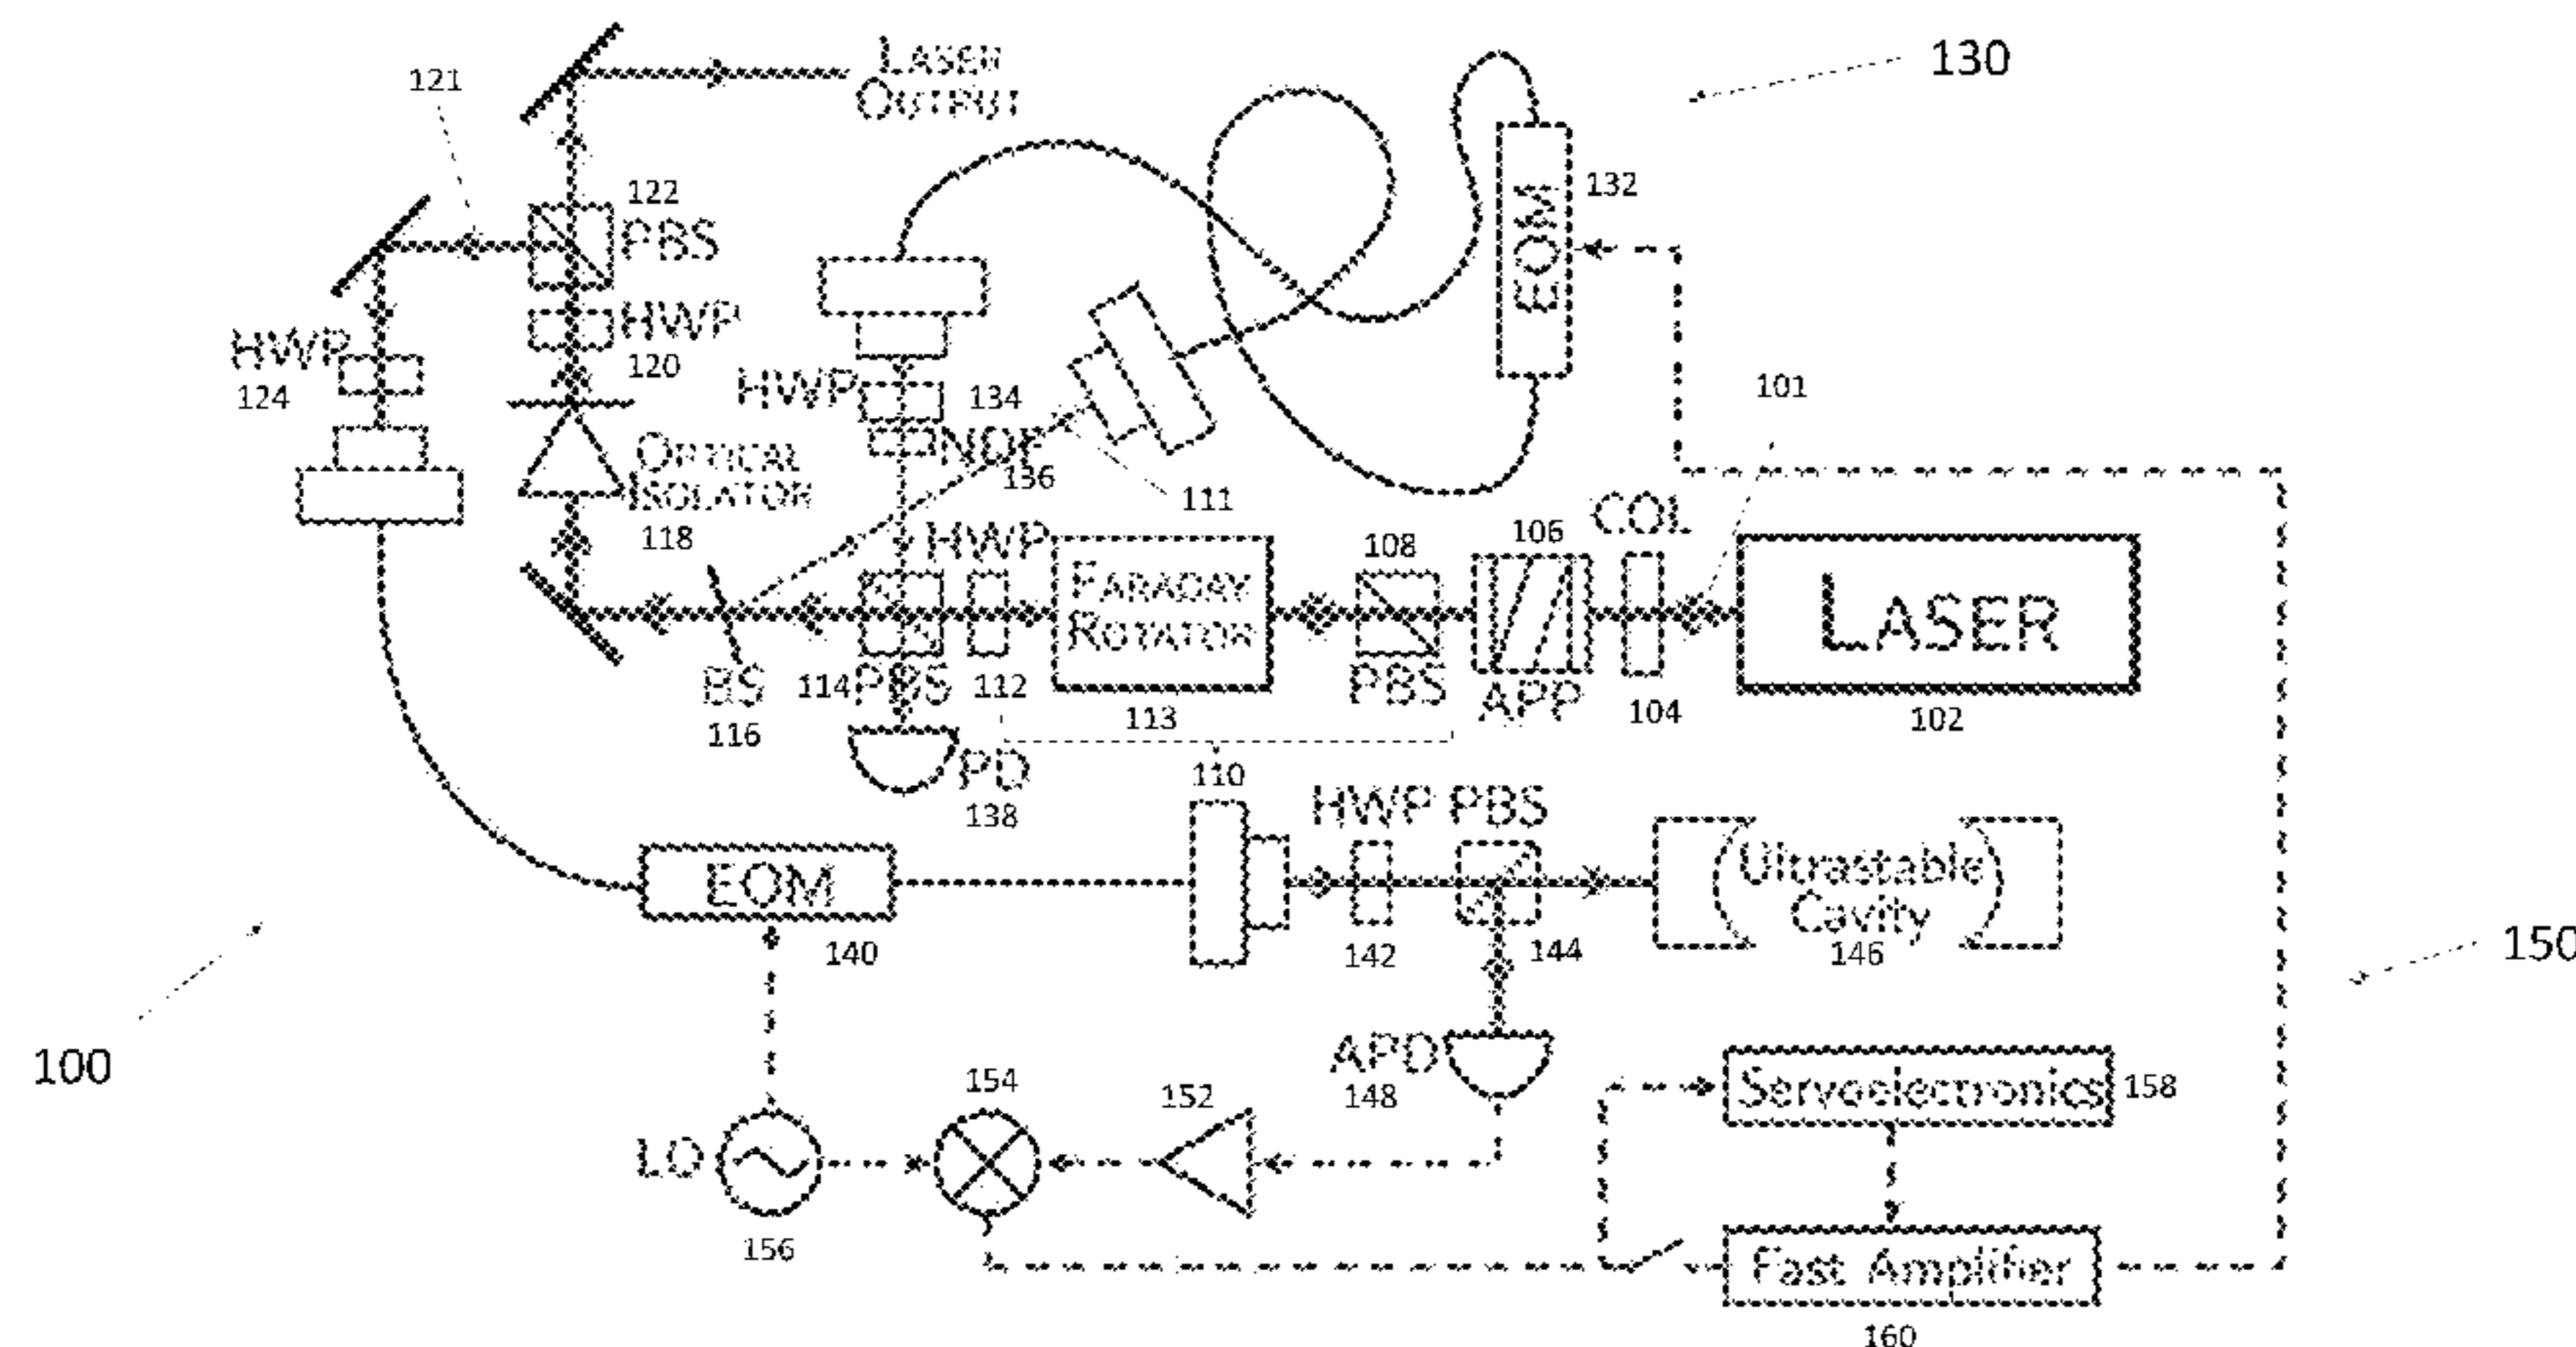 LASER
OUTPUT
130
121
122
PBS
132
EOM
HWP
120
HWP
124
HWP
134
NDF
136
101
111
OPTICAL
ISOLATOR
118
HWP
FARADAY
ROTATOR
113
108
PBS
106
APP
COL
104
LASER
102
BS
116
114
PBS
112
PD
138
110
HWP
142
PBS
144
Ultrastable
Cavity
146
150
EOM
140
100
APD
148
154
152
LO
156
Servoelectronics
158
Fast Amplifier
160